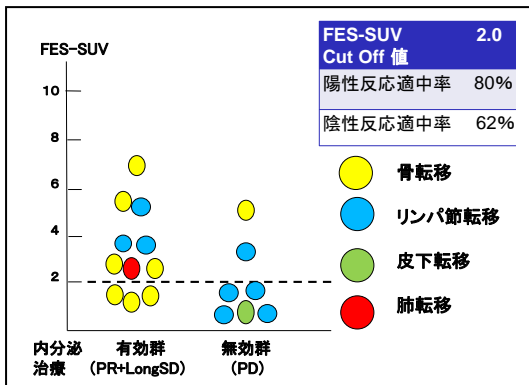 FES-SUV
10
8
6
4
2
内分泌
治療
有効群
(PR+LongSD)
無効群
(PD)
FES-SUV 2.0
Cut Off 値
陽性反応適中率 80%
陰性反応適中率 62%
骨転移
リンパ節転移
皮下転移
肺転移